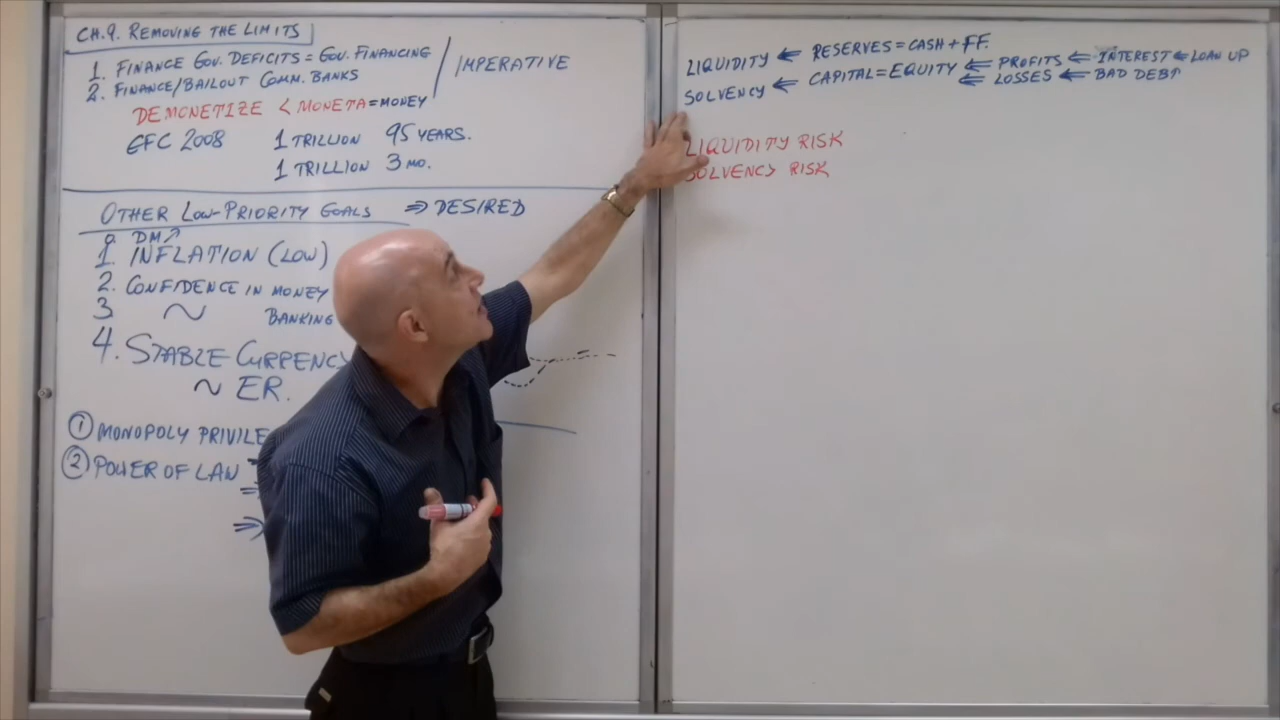 CH.9. REMOVING THE LIMITS
1. FINANCE GOV. DEFICITS = GOV. FINANCING
2. FINANCE/BAILOUT COMM. BANKS
/ IMPERATIVE
DEMONETIZE < MONETA = MONEY
GFC 2008 1 TRILLION 95 YEARS.
1 TRILLION 3 MO.
OTHER LOW-PRIORITY GOALS ⇒ DESIRED
0. DM↗
1. INFLATION (LOW)
2. CONFIDENCE IN MONEY
3 ~ BANKING
4. STABLE CURRENCY
~ ER.
① MONOPOLY PRIVILE
② POWER OF LAW
LIQUIDITY ⇐ RESERVES = CASH + FF.
SOLVENCY ⇐ CAPITAL = EQUITY ⇐ PROFITS ⇐ INTEREST ⇐ LOAN UP
⇐ LOSSES ⇐ BAD DEBT
LIQUIDITY RISK
SOLVENCY RISK